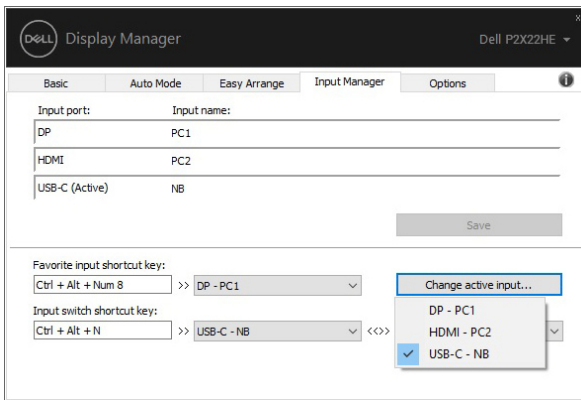 DELL Display Manager Dell P2X22HE
Basic Auto Mode Easy Arrange Input Manager Options
Input port: Input name:
DP PC1
HDMI PC2
USB-C (Active) NB
Save
Favorite input shortcut key:
Ctrl + Alt + Num 8 >> DP - PC1 Change active input...
Input switch shortcut key:
Ctrl + Alt + N >> USB-C - NB <<>>
DP - PC1
HDMI - PC2
USB-C - NB